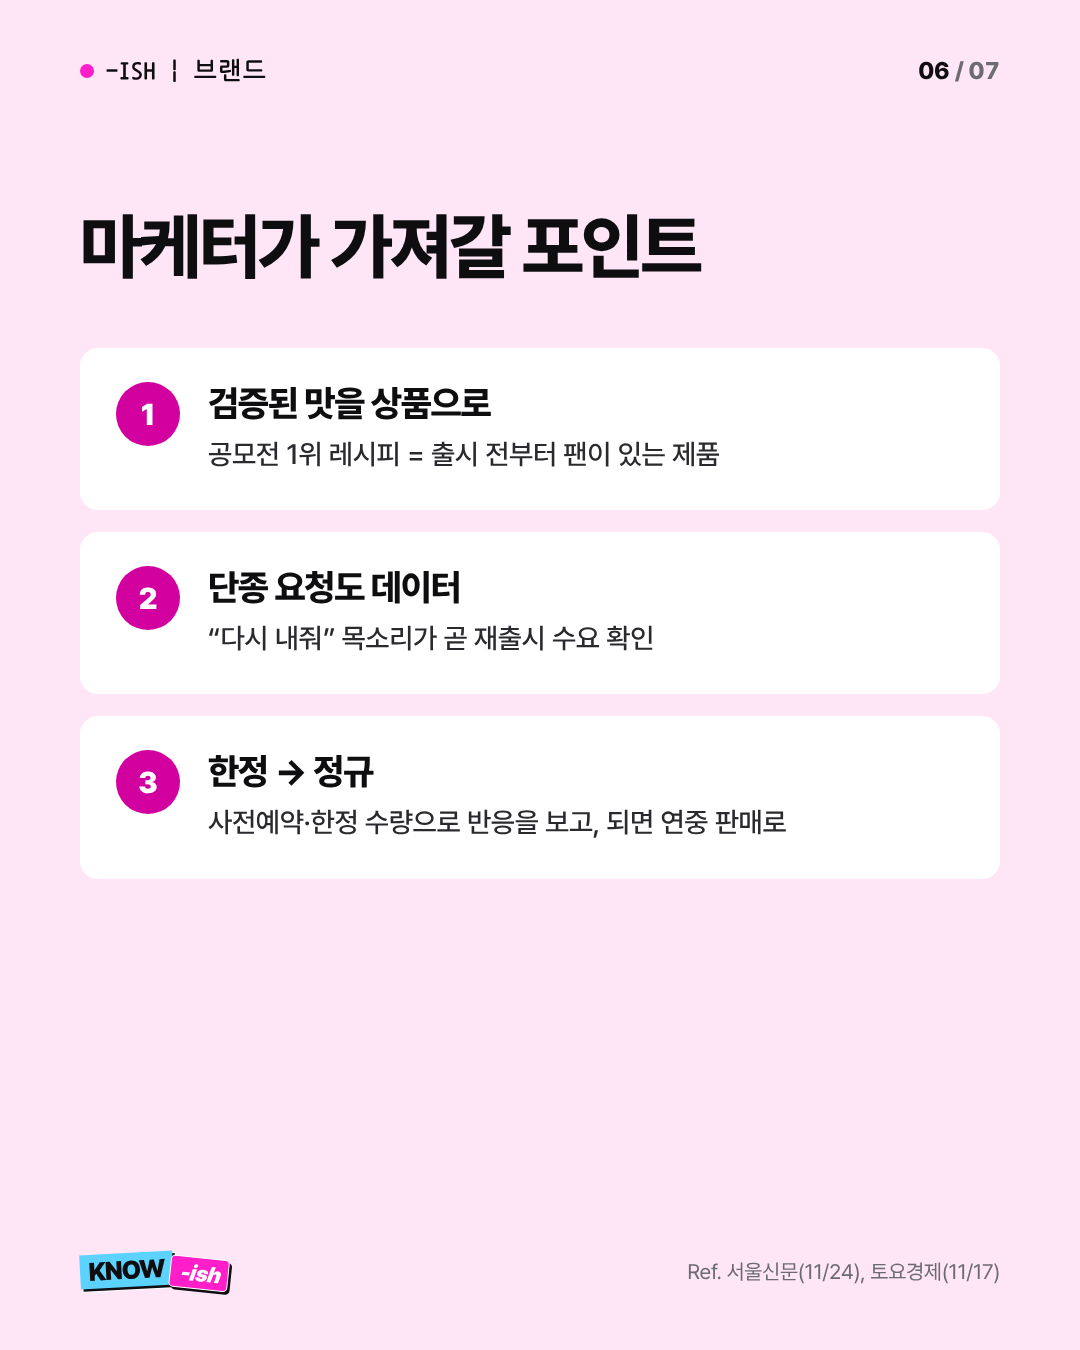 -ISH | 브랜드
06 / 07
마케터가 가져갈 포인트
1
검증된 맛을 상품으로
공모전 1위 레시피 = 출시 전부터 팬이 있는 제품
2
단종 요청도 데이터
“다시 내줘” 목소리가 곧 재출시 수요 확인
3
한정 → 정규
사전예약·한정 수량으로 반응을 보고, 되면 연중 판매로
KNOW -ish
Ref. 서울신문(11/24), 토요경제(11/17)